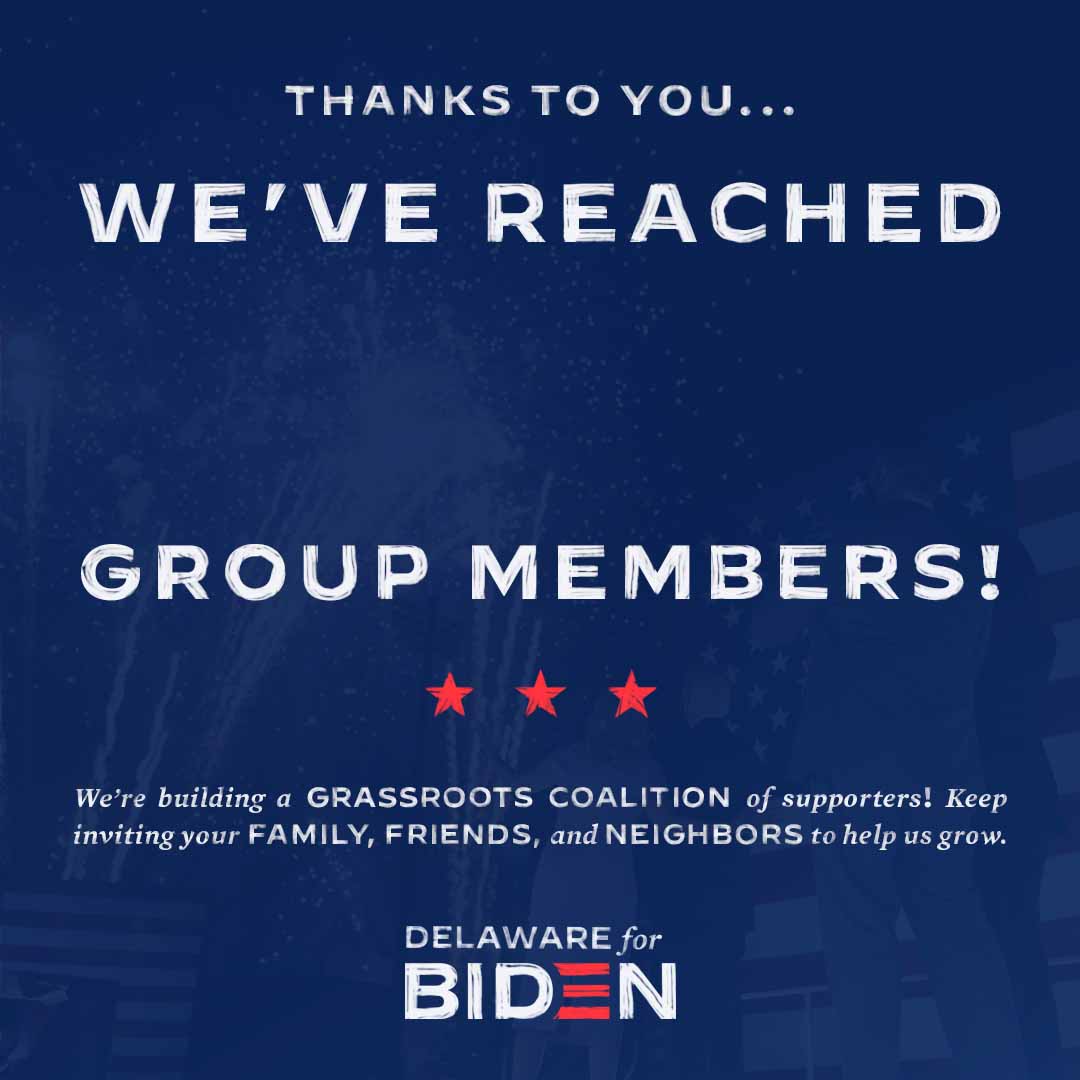 THANKS TO YOU...
WE'VE REACHED
GROUP MEMBERS!
We're building a GRASSROOTS COALITION of supporters! Keep
inviting your FAMILY, FRIENDS, and NEIGHBORS to help us grow.
DELAWARE for
BIDEN